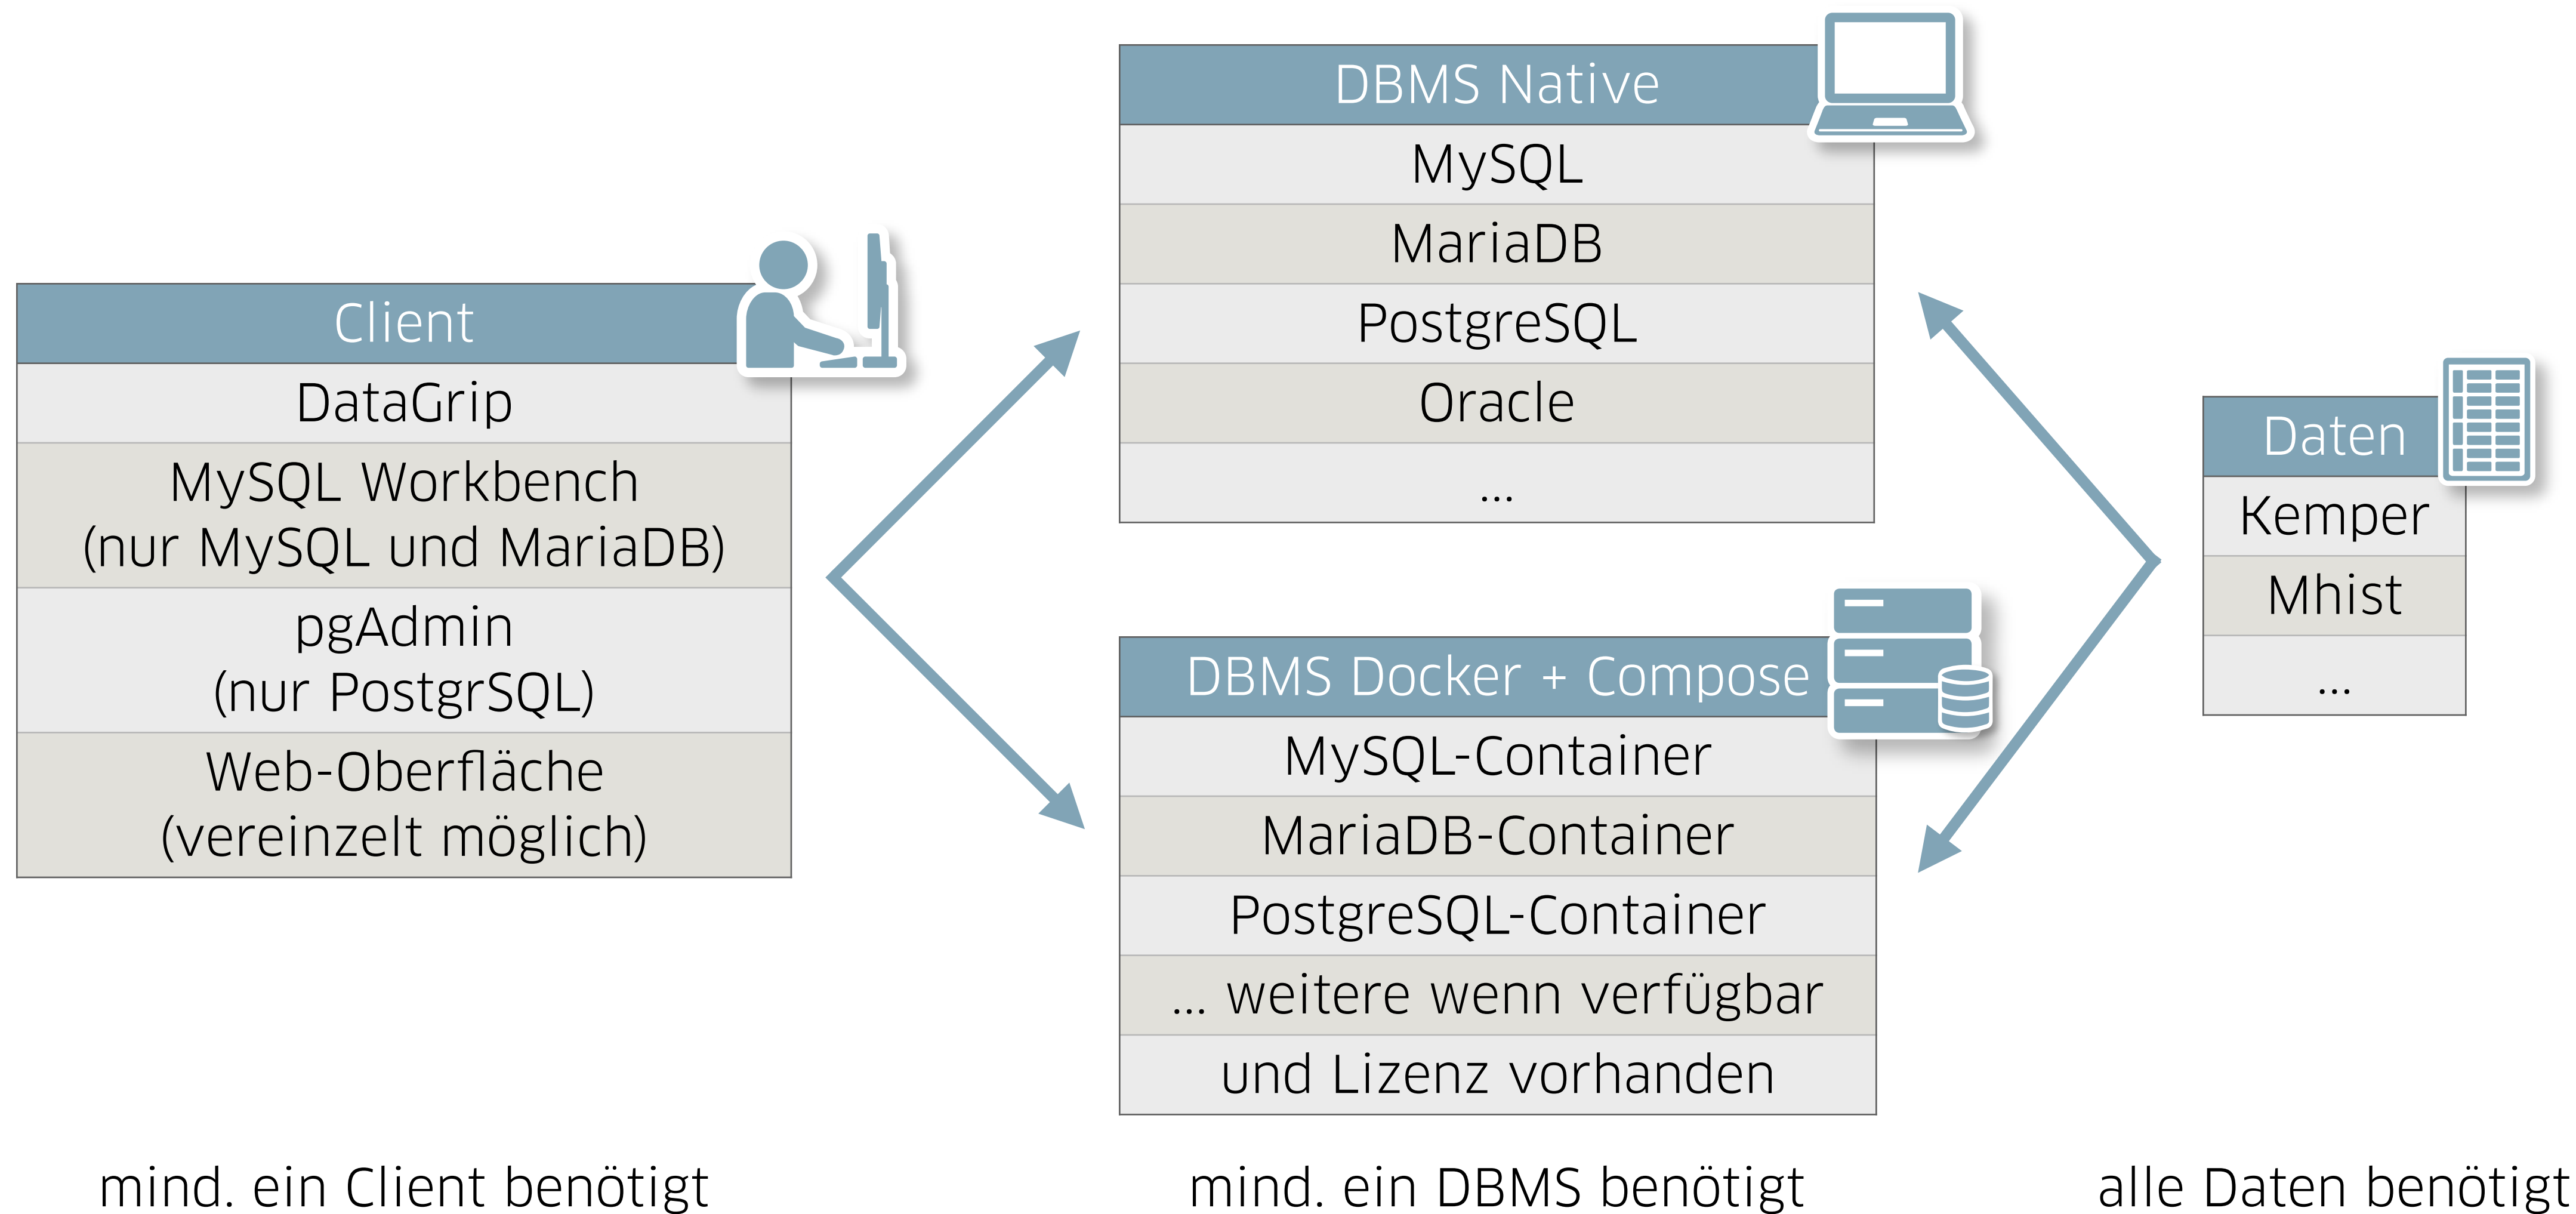 Client
DataGrip
MySQL Workbench
(nur MySQL und MariaDB)
pgAdmin
(nur PostgrSQL)
Web-Oberfläche
(vereinzelt möglich)
mind. ein Client benötigt
DBMS Native
MySQL
MariaDB
PostgreSQL
Oracle
...
DBMS Docker + Compose
MySQL-Container
MariaDB-Container
PostgreSQL-Container
... weitere wenn verfügbar
und Lizenz vorhanden
mind. ein DBMS benötigt
Daten
Kemper
Mhist
...
alle Daten benötigt